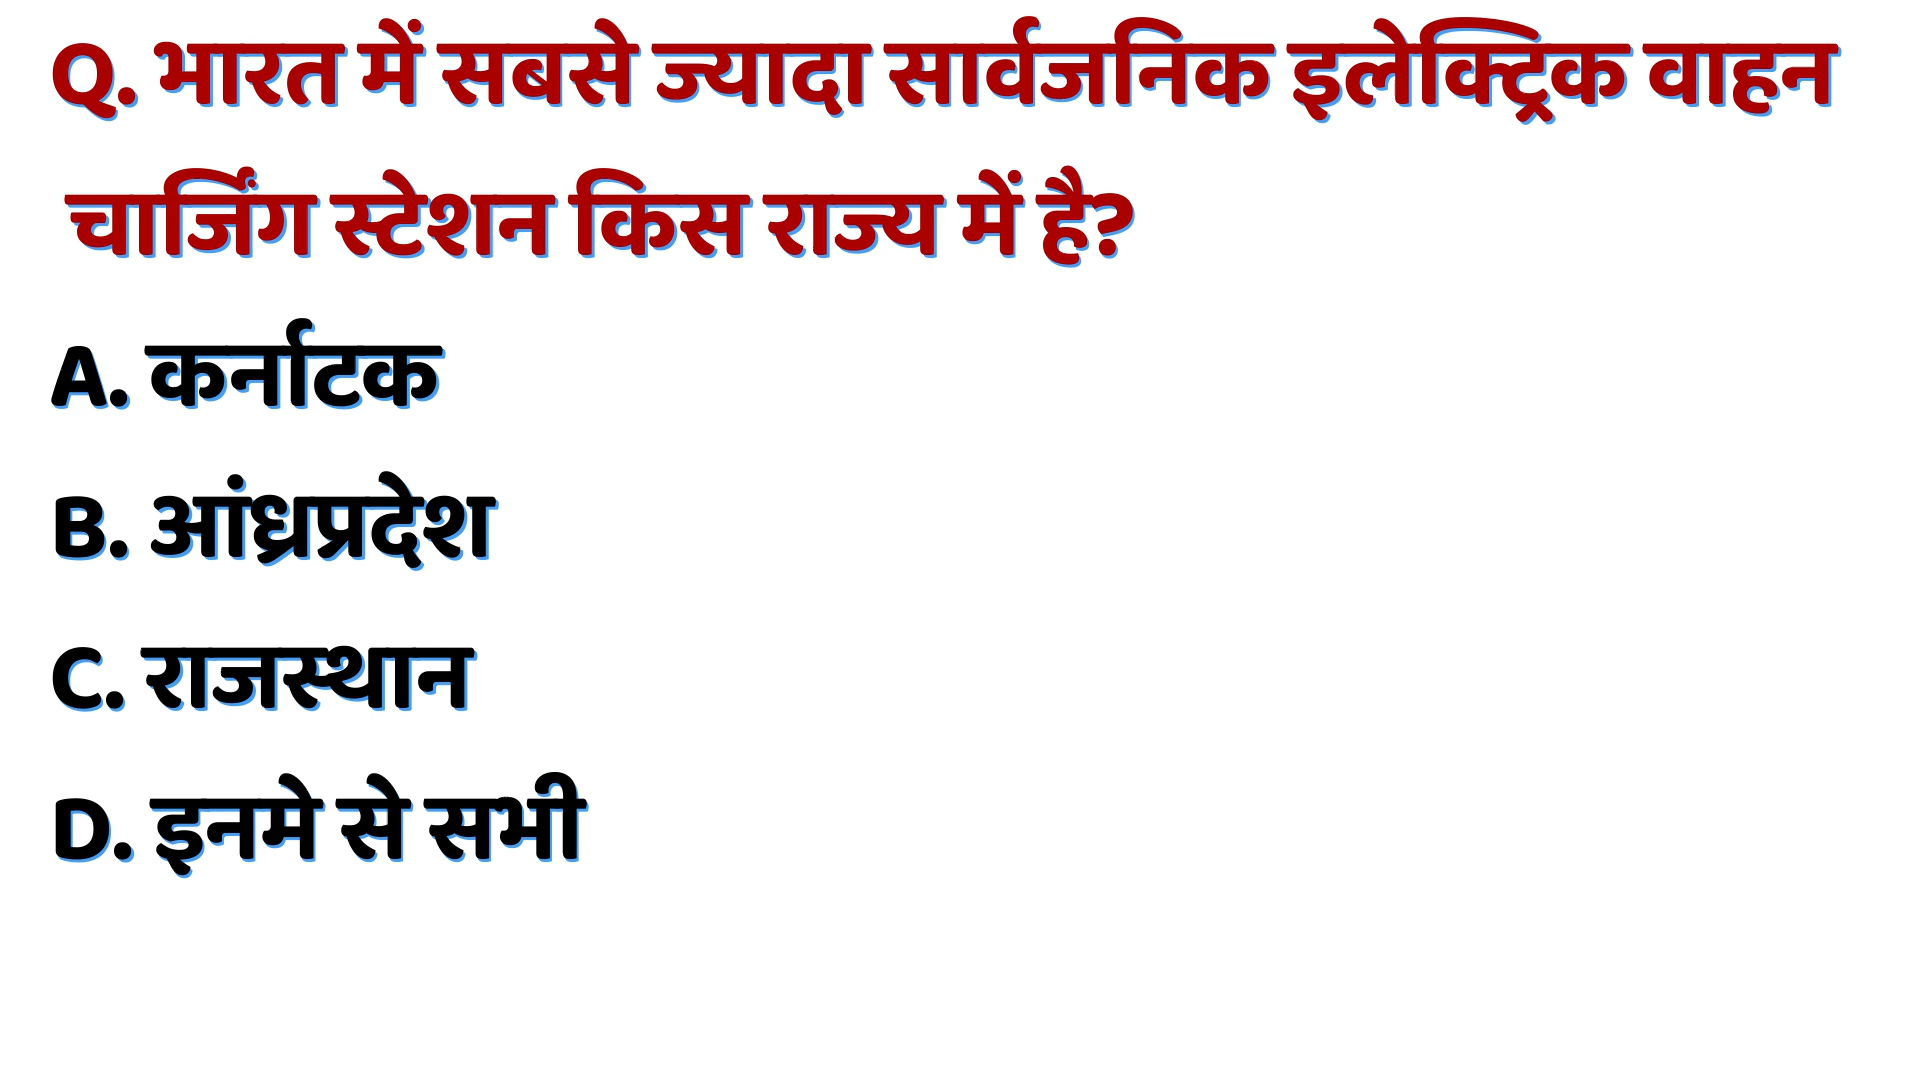 Q. भारत में सबसे ज्यादा सार्वजनिक इलेक्ट्रिक वाहन
चार्जिंग स्टेशन किस राज्य में है?
A. कर्नाटक
B. आंध्रप्रदेश
C. राजस्थान
D. इनमे से सभी